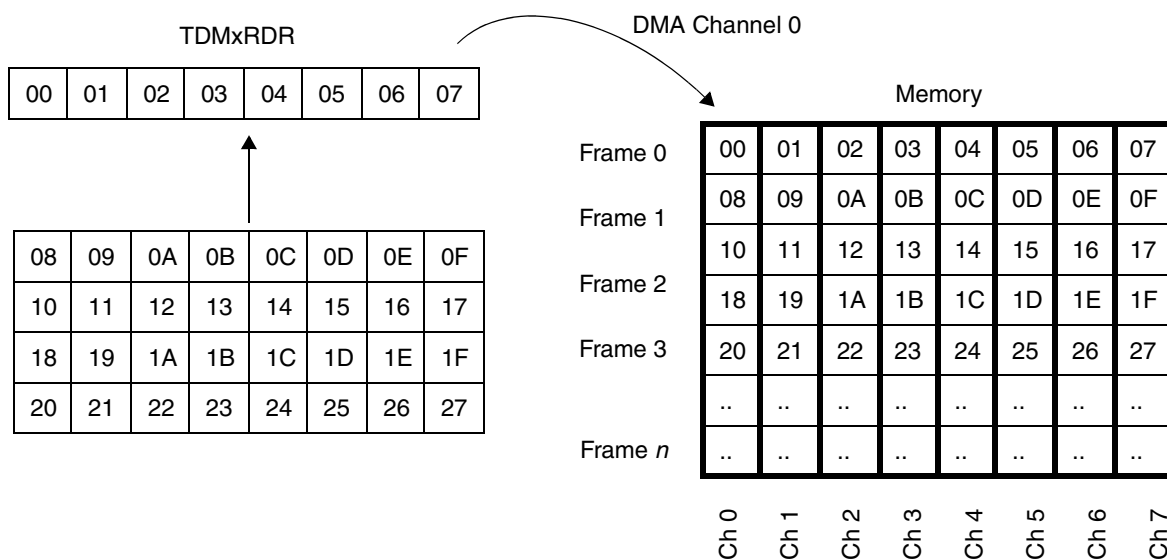 DMA Channel 0
TDMxRDR
00 01 02 03 04 05 06 07
Memory
Frame 0 00 01 02 03 04 05 06 07
08 09 0A 0B 0C 0D 0E 0F
Frame 1
10 11 12 13 14 15 16 17
Frame 2
18 19 1A 1B 1C 1D 1E 1F
Frame 3 20 21 22 23 24 25 26 27
.. .. .. .. .. .. .. ..
Frame n .. .. .. .. .. .. .. ..
Ch 0 Ch 1 Ch 2 Ch 3 Ch 4 Ch 5 Ch 6 Ch 7
08 09 0A 0B 0C 0D 0E 0F
10 11 12 13 14 15 16 17
18 19 1A 1B 1C 1D 1E 1F
20 21 22 23 24 25 26 27